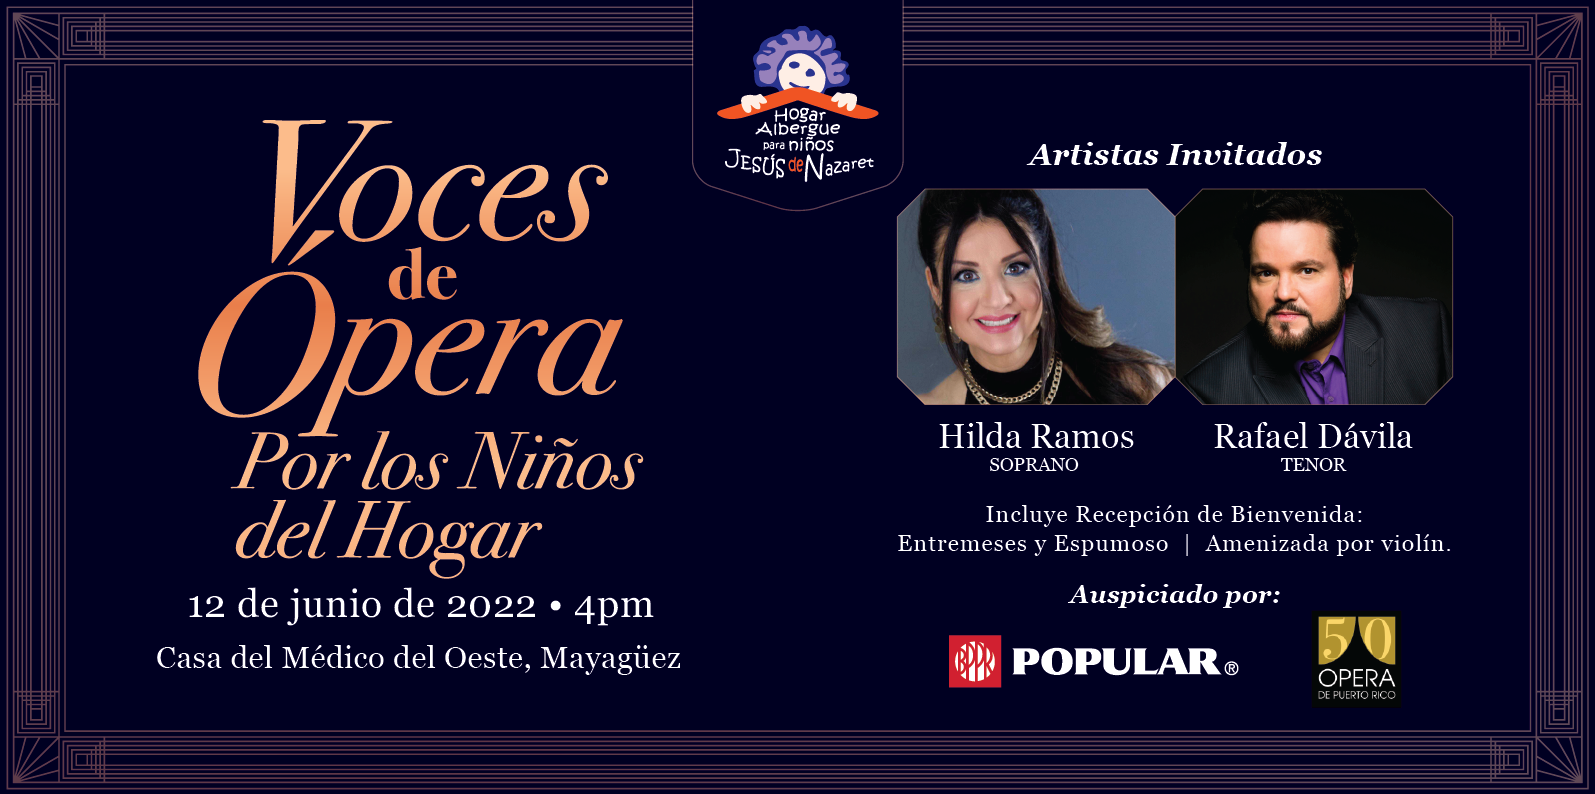 Hogar
Albergue
para niños
JESÚS de Nazaret
Voces
de
Ópera
Por los Niños
del Hogar
12 de junio de 2022 • 4pm
Casa del Médico del Oeste, Mayagüez
Artistas Invitados
Hilda Ramos
SOPRANO
Rafael Dávila
TENOR
Incluye Recepción de Bienvenida:
Entremeses y Espumoso | Amenizada por violín.
Auspiciado por:
BPPR POPULAR®
50
OPERA
DE PUERTO RICO